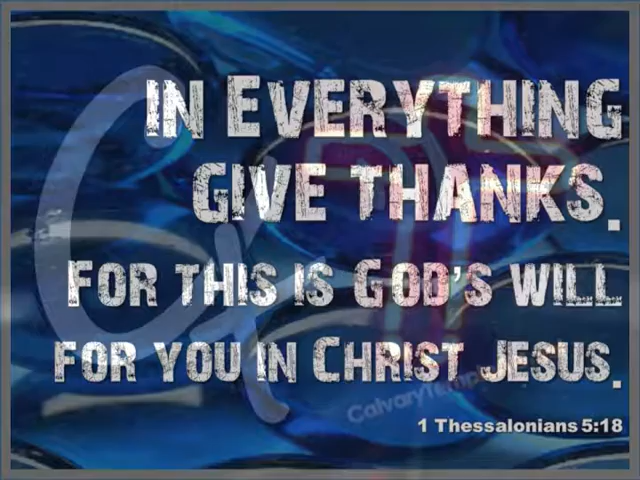 In Everything
give thanks.
For this is God's will
for you in Christ Jesus.
1 Thessalonians 5:18